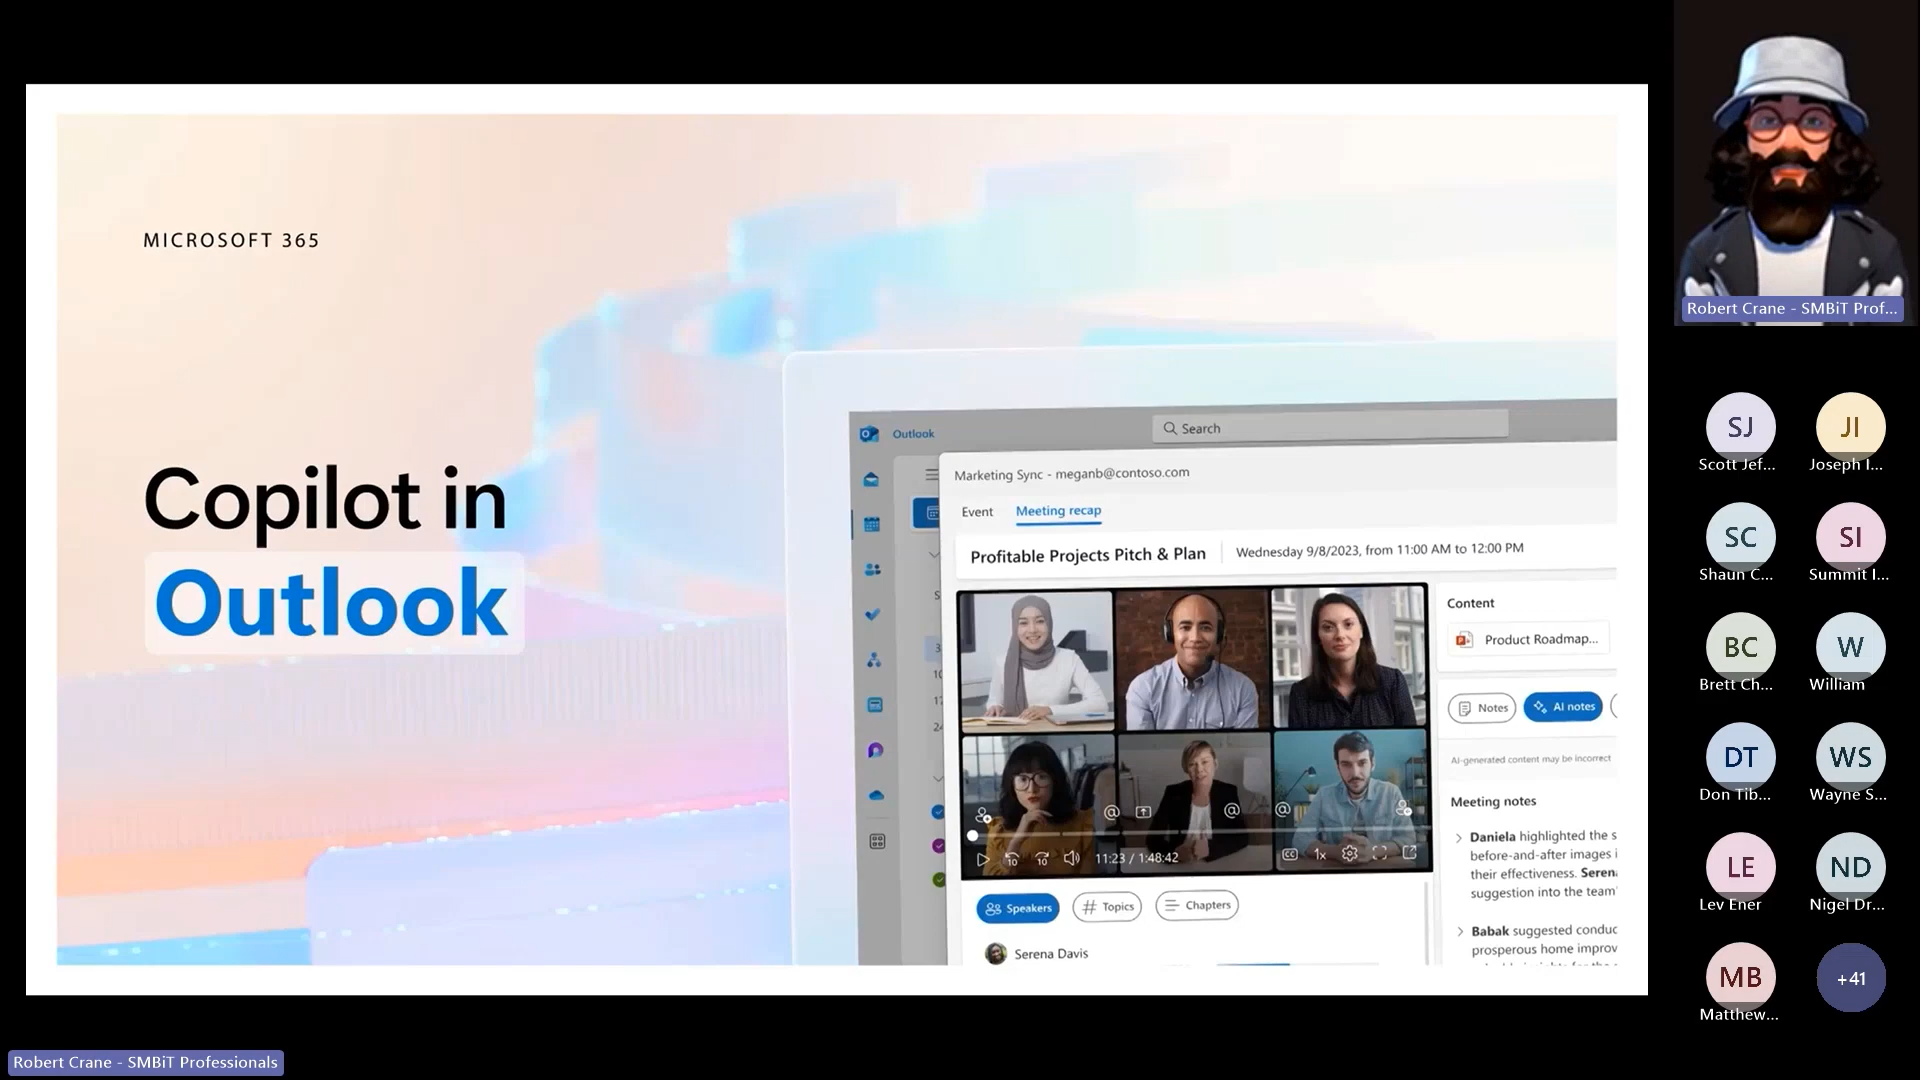 MICROSOFT 365
Copilot in
Outlook
Outlook
Search
Marketing Sync - meganb@contoso.com
Event
Meeting recap
Profitable Projects Pitch & Plan
Wednesday 9/8/2023, from 11:00 AM to 12:00 PM
Content
Product Roadmap...
Notes
AI notes
AI-generated content may be incorrect
Meeting notes
Daniela highlighted the s
before-and-after images i
their effectiveness. Seren
suggestion into the team'
Babak suggested conduc
prosperous home improv
10
10
11:23 / 1:48:42
CC
1x
Speakers
# Topics
Chapters
Serena Davis
Robert Crane - SMBiT Prof...
SJ
Scott Jef...
JI
Joseph I...
SC
Shaun C...
SI
Summit I...
BC
Brett Ch...
W
William
DT
Don Tib...
WS
Wayne S...
LE
Lev Ener
ND
Nigel Dr...
MB
Matthew...
+41
Robert Crane - SMBiT Professionals